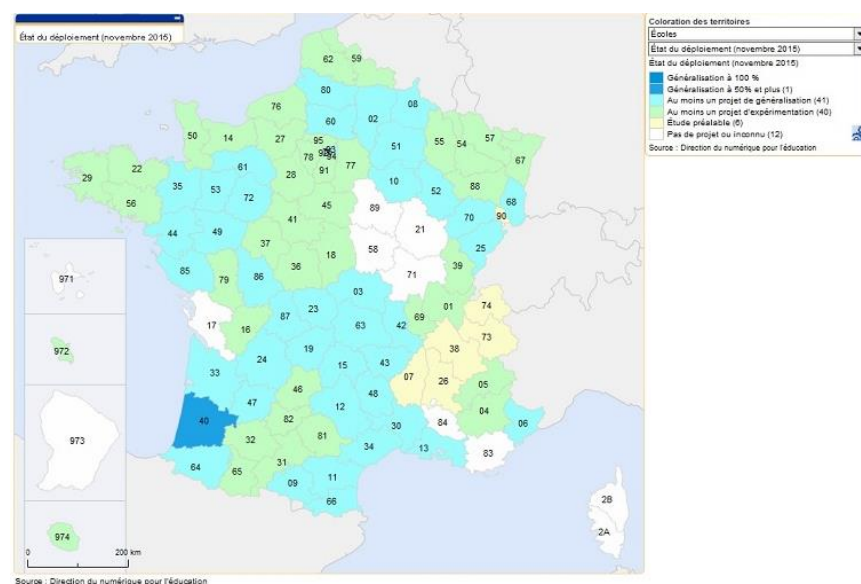 État du déploiement (novembre 2015)
62 59
80 08
76 02
60
50 14 27 95 51 55 54 57 67
78 94 77
29 22 61 28 91 10 88
56 35 53 72 52 68
45 89 70 90
44 49 41 21 25
37 18 58
85 79 86 36 71 39
971 03
17 16 87 23 69 01 74
972 63 42
24 19 38 73
33 15 43 07 26
46 48 05
47 12 04
40 82 30 84 06
973 32 81 34 13 83
64 31
65 09 11
66 2B
2A
974
0 200 km
Source : Direction du numérique pour l'éducation
Coloration des territoires
Écoles
État du déploiement (novembre 2015)
État du déploiement (novembre 2015)
Généralisation à 100 %
Généralisation à 50% et plus (1)
Au moins un projet de généralisation (41)
Au moins un projet d'expérimentation (40)
Étude préalable (6)
Pas de projet ou inconnu (12)
Source : Direction du numérique pour l'éducation